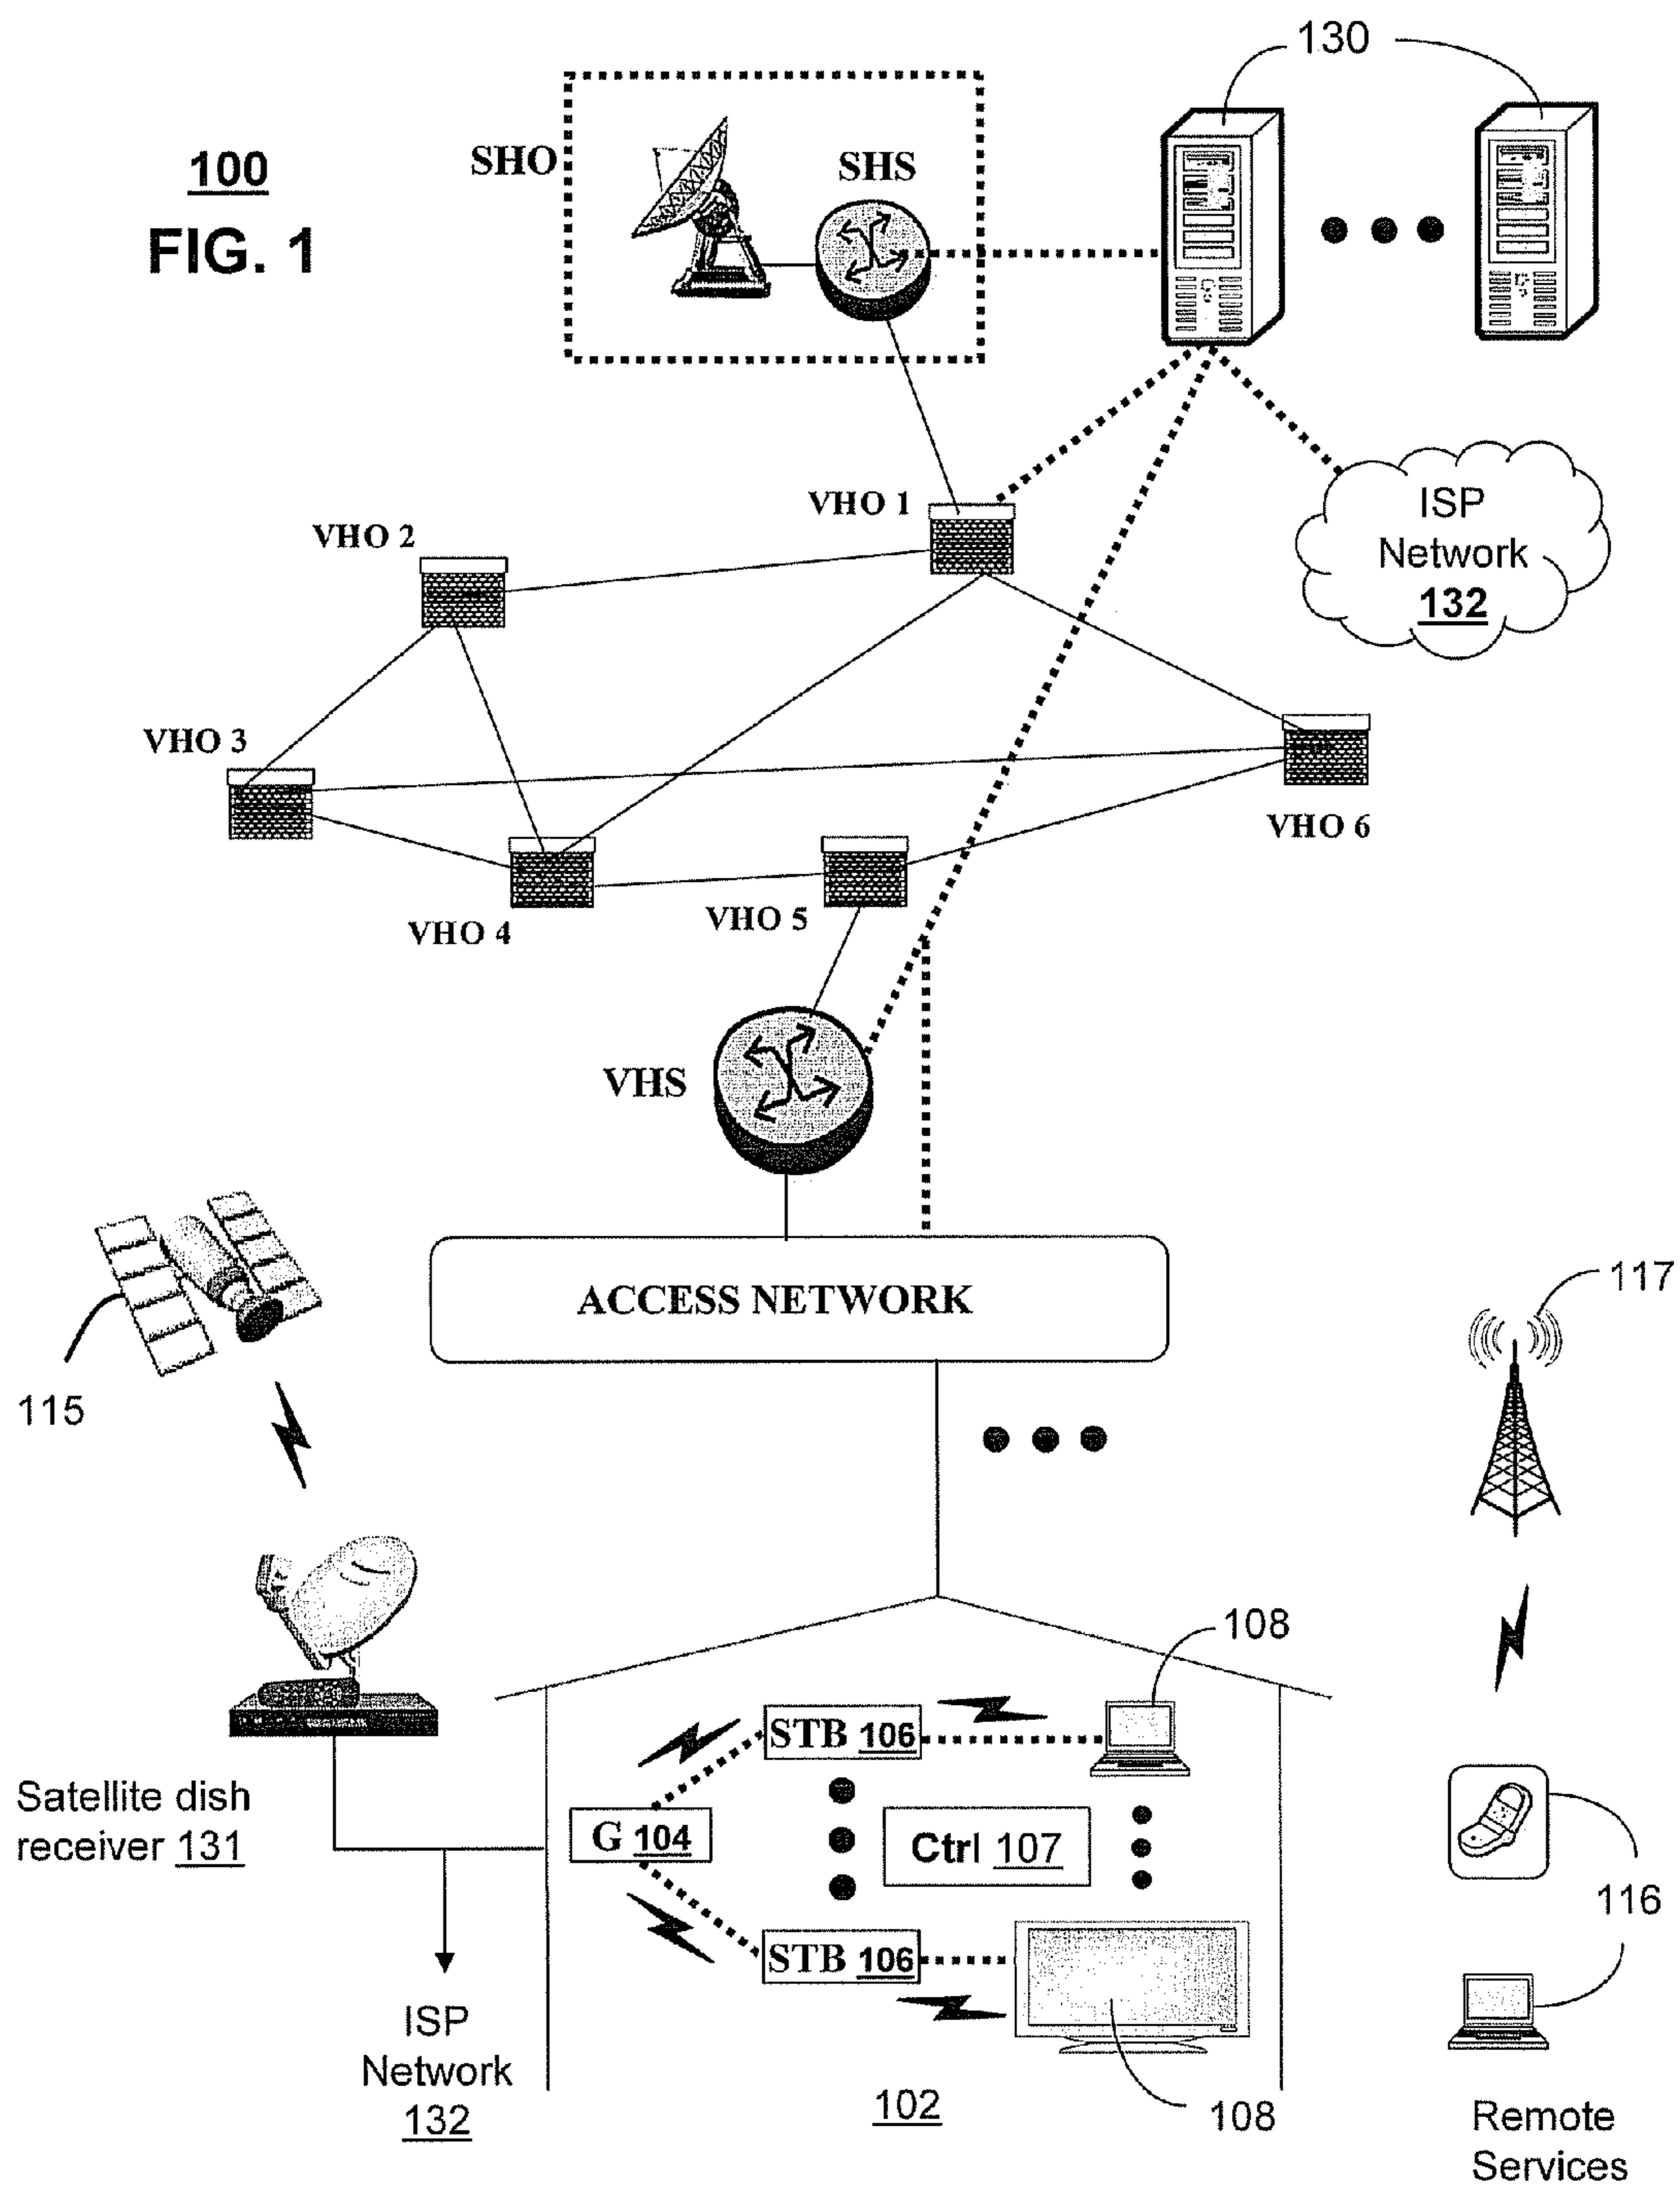 130
100
FIG. 1
SHO
SHS
ISP
Network
132
VHO 1
VHO 2
VHO 3
VHO 6
VHO 4
VHO 5
VHS
ACCESS NETWORK
115
117
108
STB 106
Satellite dish
receiver 131
G 104
Ctrl 107
116
STB 106
ISP
Network
132
102
108
Remote
Services